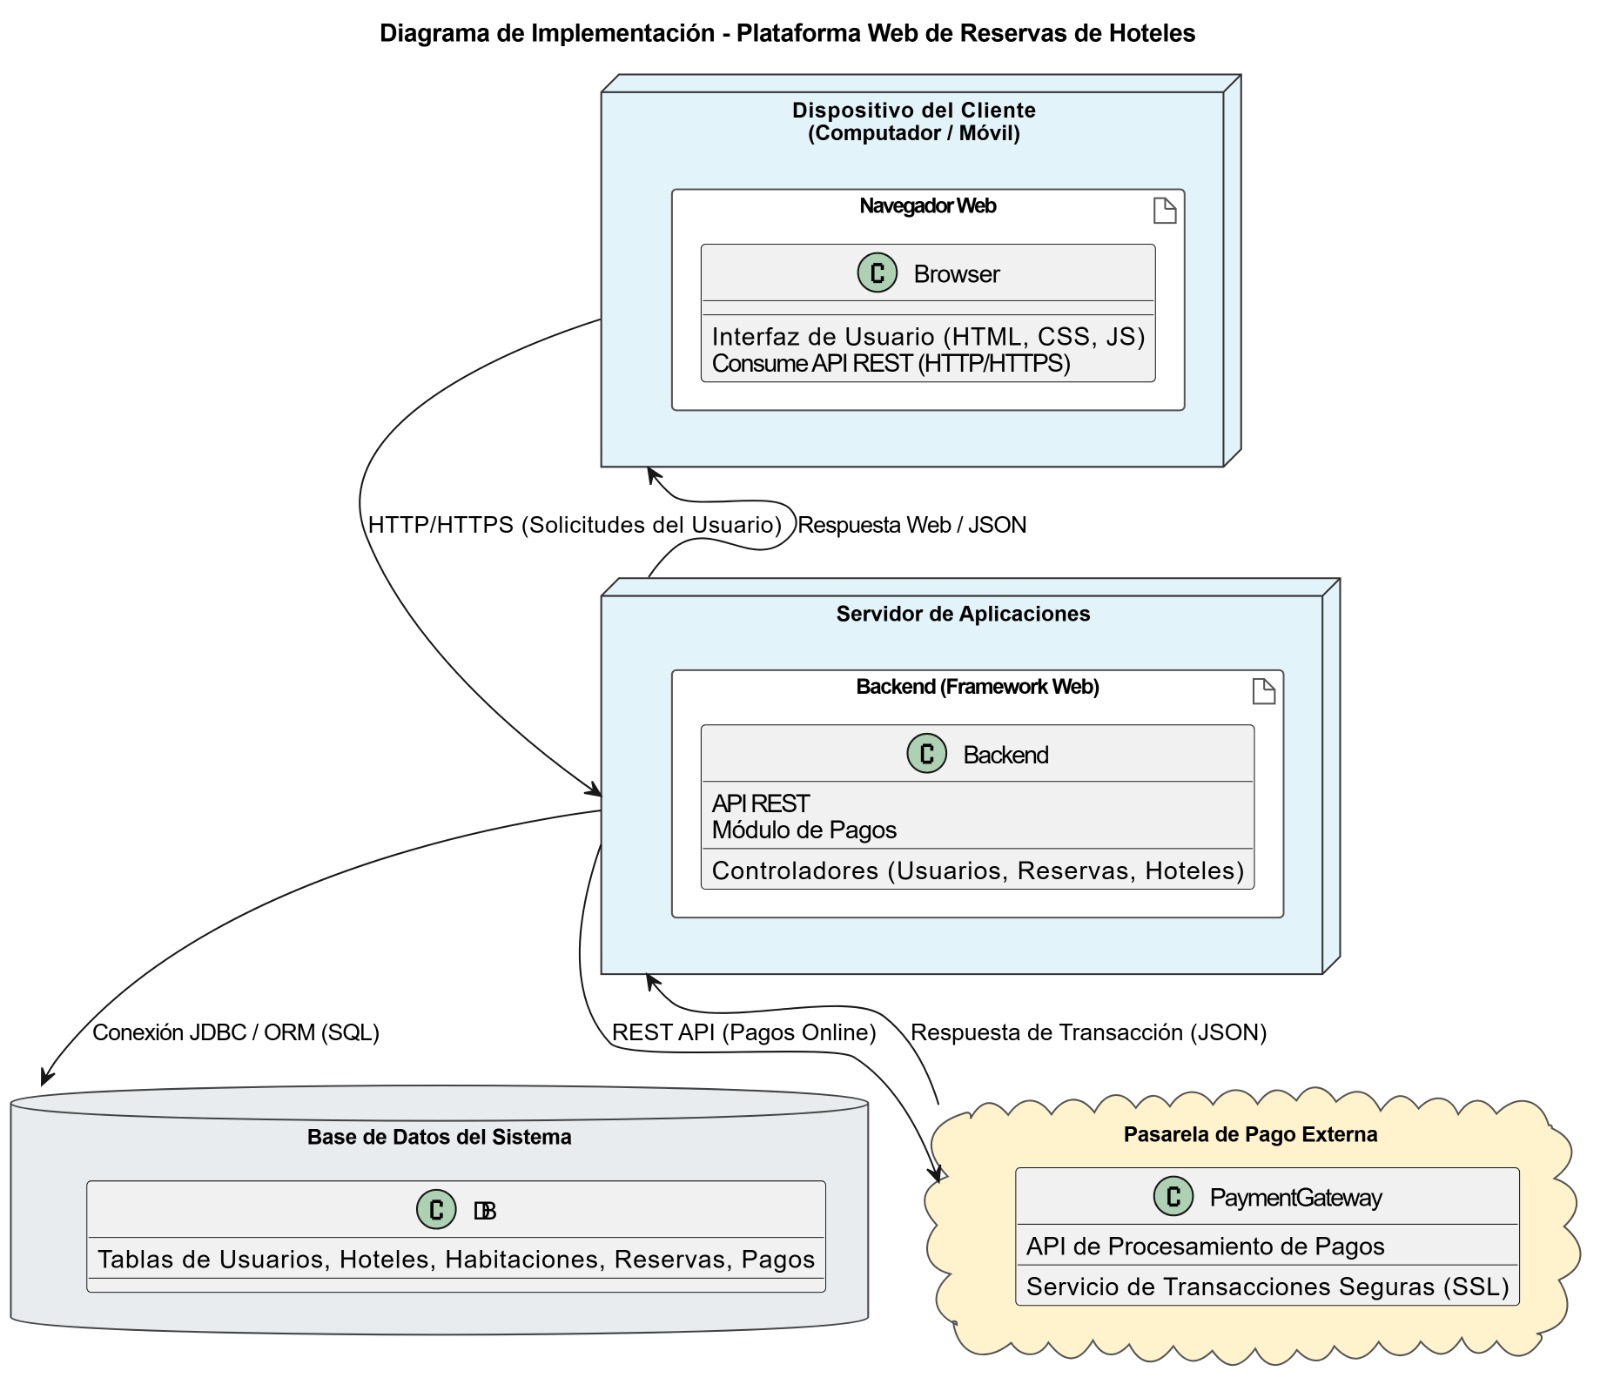 Diagrama de Implementación - Plataforma Web de Reservas de Hoteles
Dispositivo del Cliente
(Computador / Móvil)
Navegador Web
C Browser
Interfaz de Usuario (HTML, CSS, JS)
Consume API REST (HTTP/HTTPS)
HTTP/HTTPS (Solicitudes del Usuario)
Respuesta Web / JSON
Servidor de Aplicaciones
Backend (Framework Web)
C Backend
API REST
Módulo de Pagos
Controladores (Usuarios, Reservas, Hoteles)
Conexión JDBC / ORM (SQL)
REST API (Pagos Online)
Respuesta de Transacción (JSON)
Base de Datos del Sistema
C DB
Tablas de Usuarios, Hoteles, Habitaciones, Reservas, Pagos
Pasarela de Pago Externa
C PaymentGateway
API de Procesamiento de Pagos
Servicio de Transacciones Seguras (SSL)